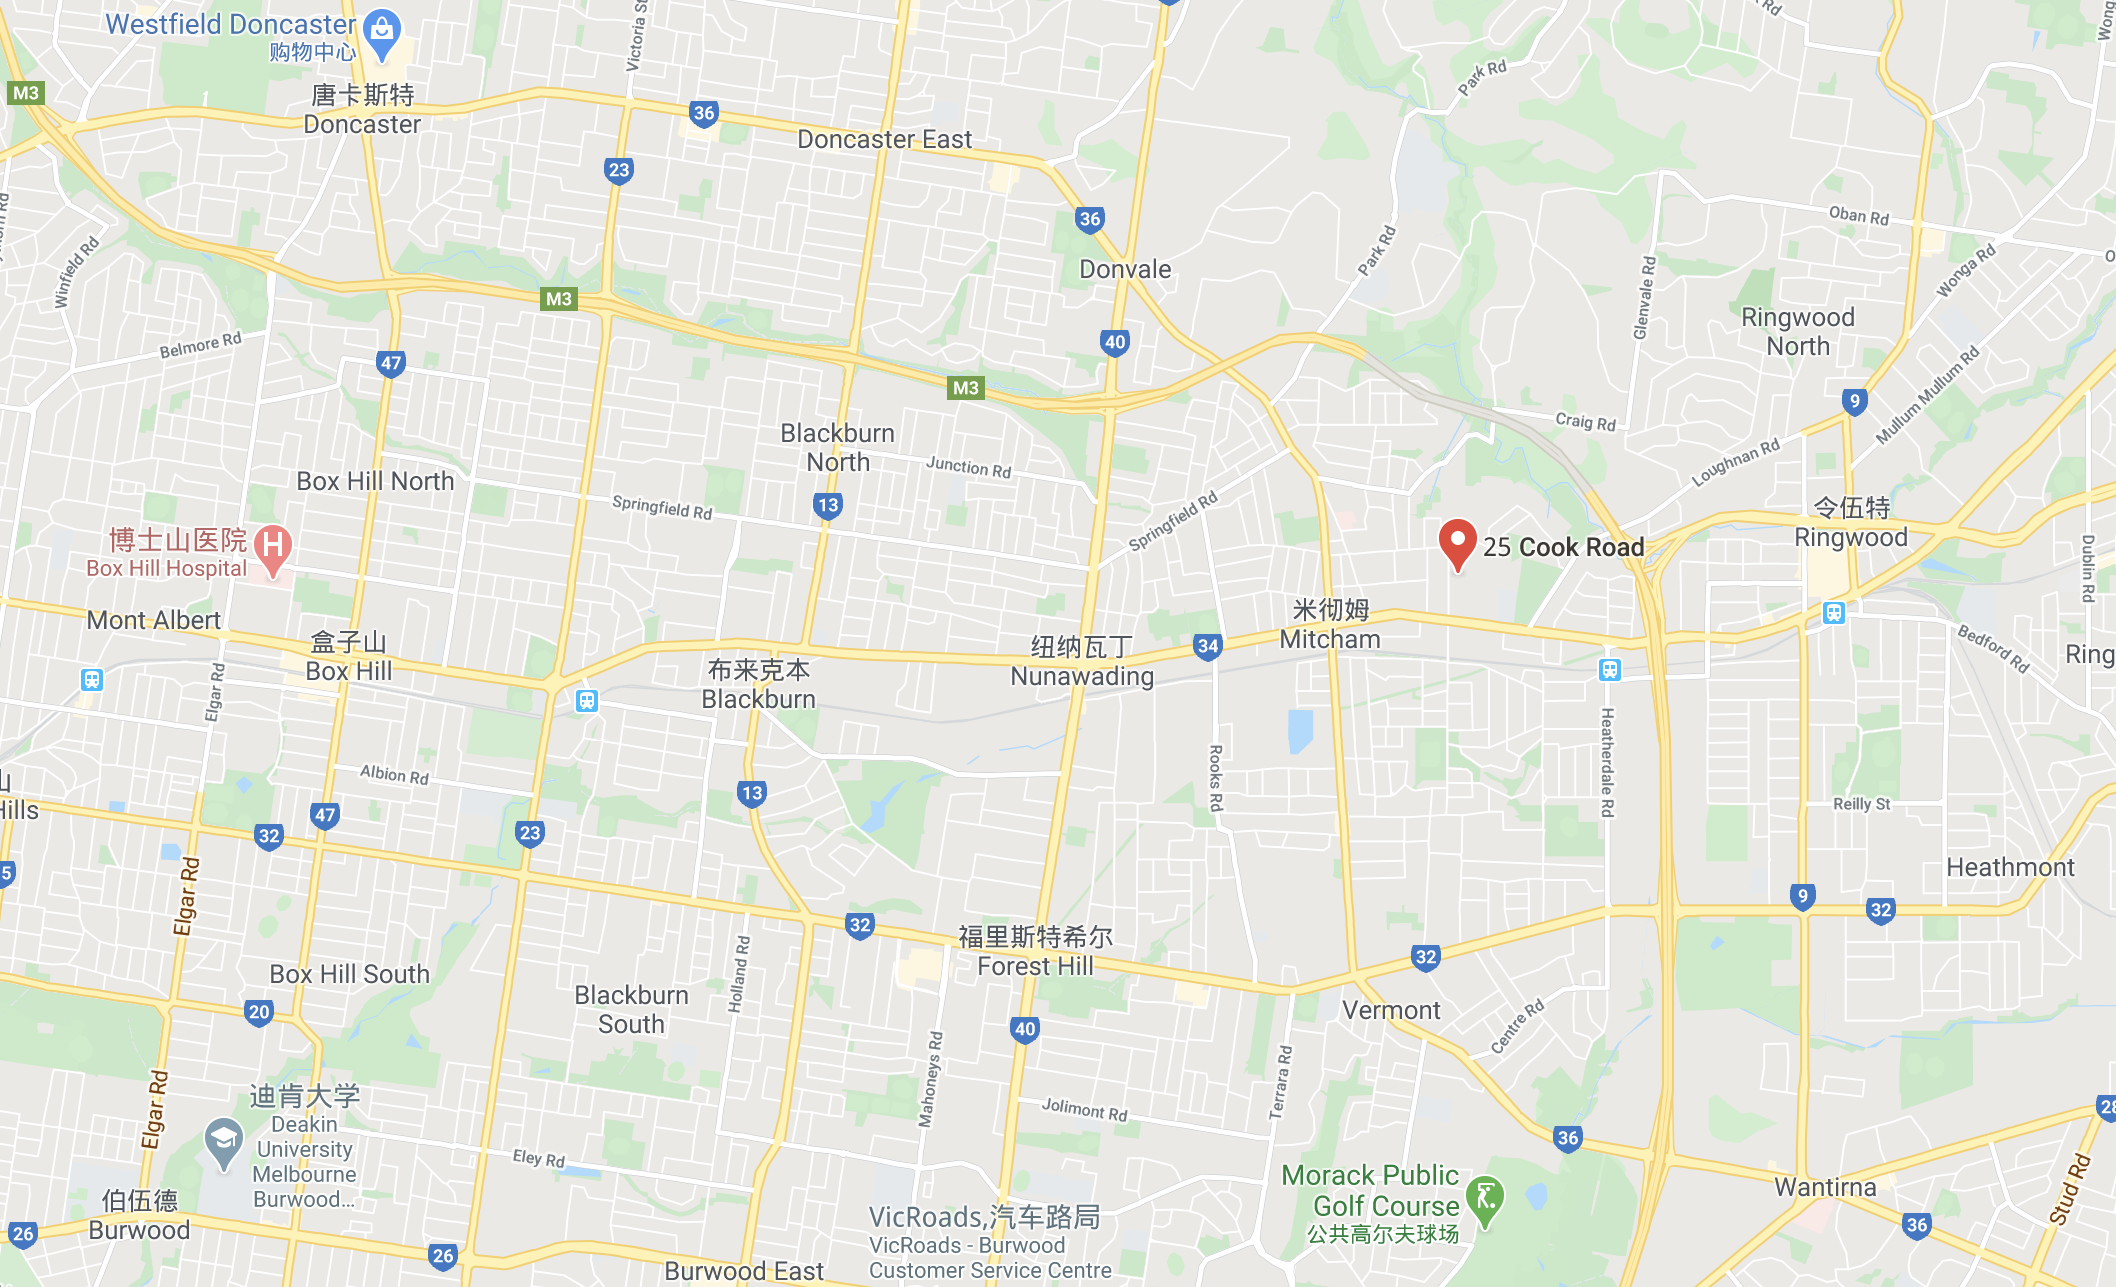 Westfield Doncaster
购物中心
Victoria St
Park Rd
M3
唐卡斯特
Doncaster
36
Doncaster East
23
36
Oban Rd
Park Rd
Winfield Rd
Donvale
Wonga Rd
Glenvale Rd
M3
Ringwood
North
Belmore Rd
40
47
M3
Mullum Mullum Rd
9
Craig Rd
Blackburn
North
Junction Rd
Loughnan Rd
Box Hill North
Springfield Rd
13
Springfield Rd
令伍特
Ringwood
博士山医院
Box Hill Hospital
H
25 Cook Road
Dublin Rd
Mont Albert
盒子山
Box Hill
布来克本
Blackburn
纽纳瓦丁
Nunawading
34
米彻姆
Mitcham
Bedford Rd
Ring
Elgar Rd
Albion Rd
山
Hills
13
Rooks Rd
Heatherdale Rd
Reilly St
47
32
23
5
Elgar Rd
Heathmont
9
32
32
福里斯特希尔
Forest Hill
32
Box Hill South
Holland Rd
Blackburn
South
20
40
Vermont
Centre Rd
Mahoneys Rd
Terrara Rd
Jolimont Rd
Elgar Rd
迪肯大学
Deakin
University
Melbourne
Burwood...
28
36
Eley Rd
Morack Public
Golf Course
公共高尔夫球场
Wantirna
Stud Rd
伯伍德
Burwood
26
26
VicRoads,汽车路局
VicRoads - Burwood
Customer Service Centre
36
Burwood East